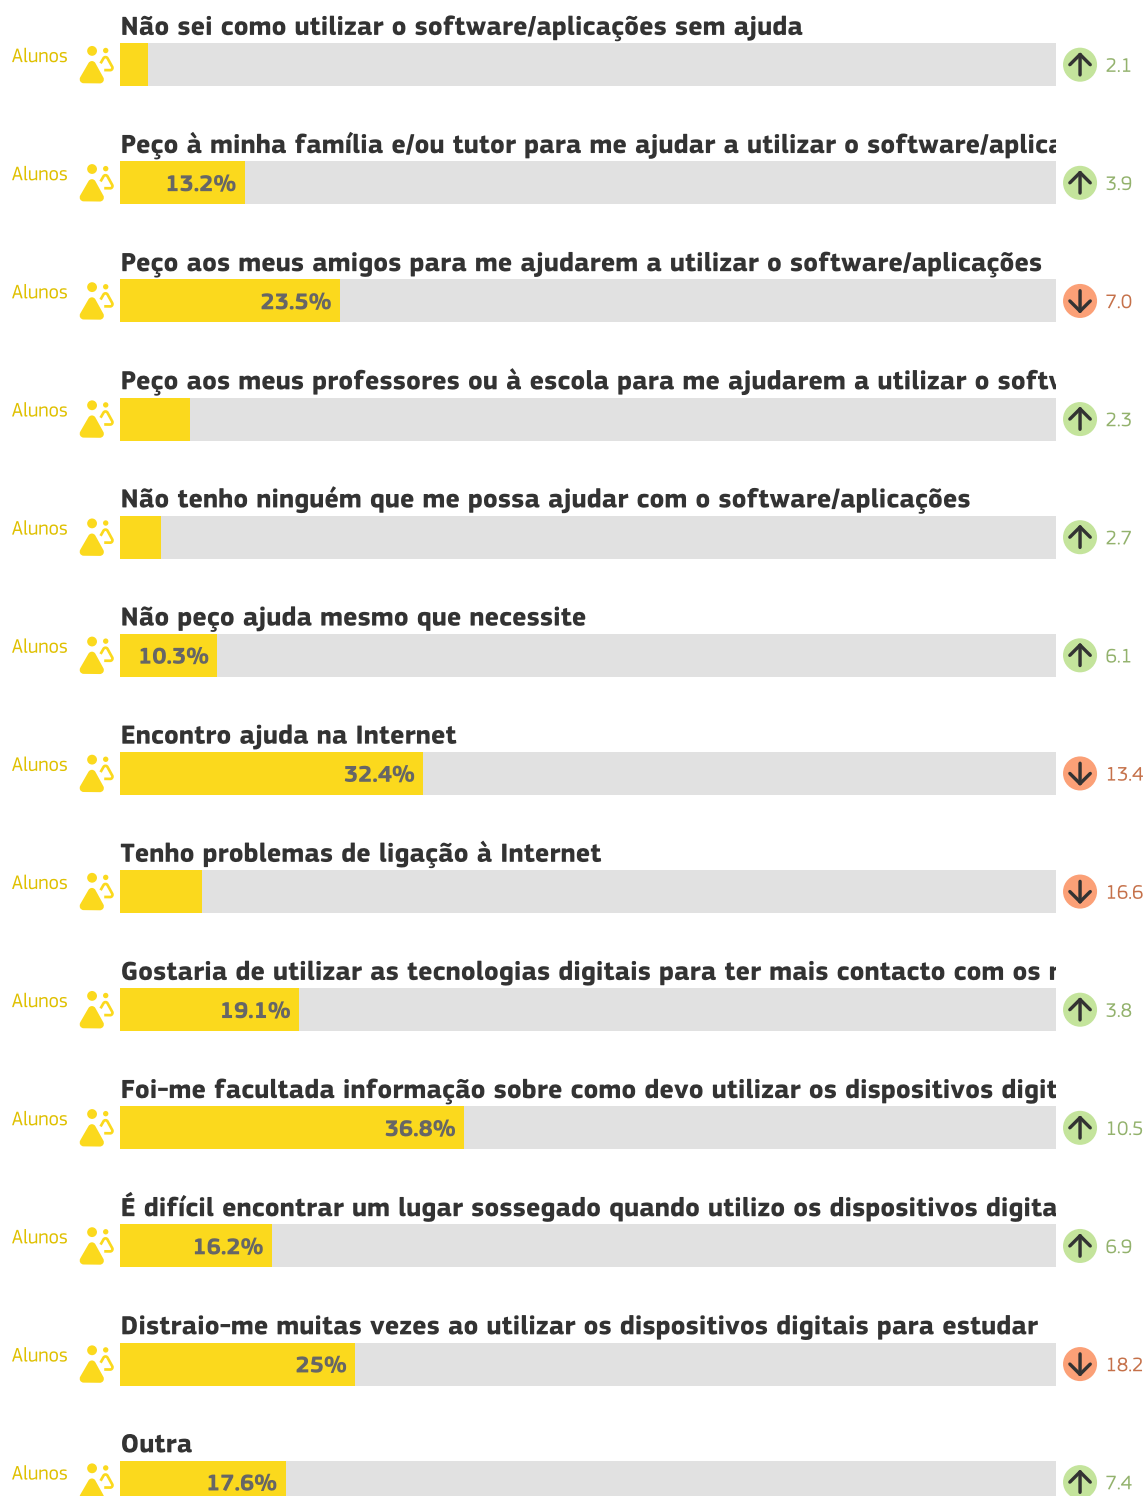 Não sei como utilizar o software/aplicações sem ajuda
Alunos
2.1
Peço à minha família e/ou tutor para me ajudar a utilizar o software/aplica
Alunos
13.2%
3.9
Peço aos meus amigos para me ajudarem a utilizar o software/aplicações
Alunos
23.5%
7.0
Peço aos meus professores ou à escola para me ajudarem a utilizar o softw
Alunos
2.3
Não tenho ninguém que me possa ajudar com o software/aplicações
Alunos
2.7
Não peço ajuda mesmo que necessite
Alunos
10.3%
6.1
Encontro ajuda na Internet
Alunos
32.4%
13.4
Tenho problemas de ligação à Internet
Alunos
16.6
Gostaria de utilizar as tecnologias digitais para ter mais contacto com os
Alunos
19.1%
3.8
Foi-me facultada informação sobre como devo utilizar os dispositivos digit
Alunos
36.8%
10.5
É difícil encontrar um lugar sossegado quando utilizo os dispositivos digita
Alunos
16.2%
6.9
Distraio-me muitas vezes ao utilizar os dispositivos digitais para estudar
Alunos
25%
18.2
Outra
Alunos
17.6%
7.4